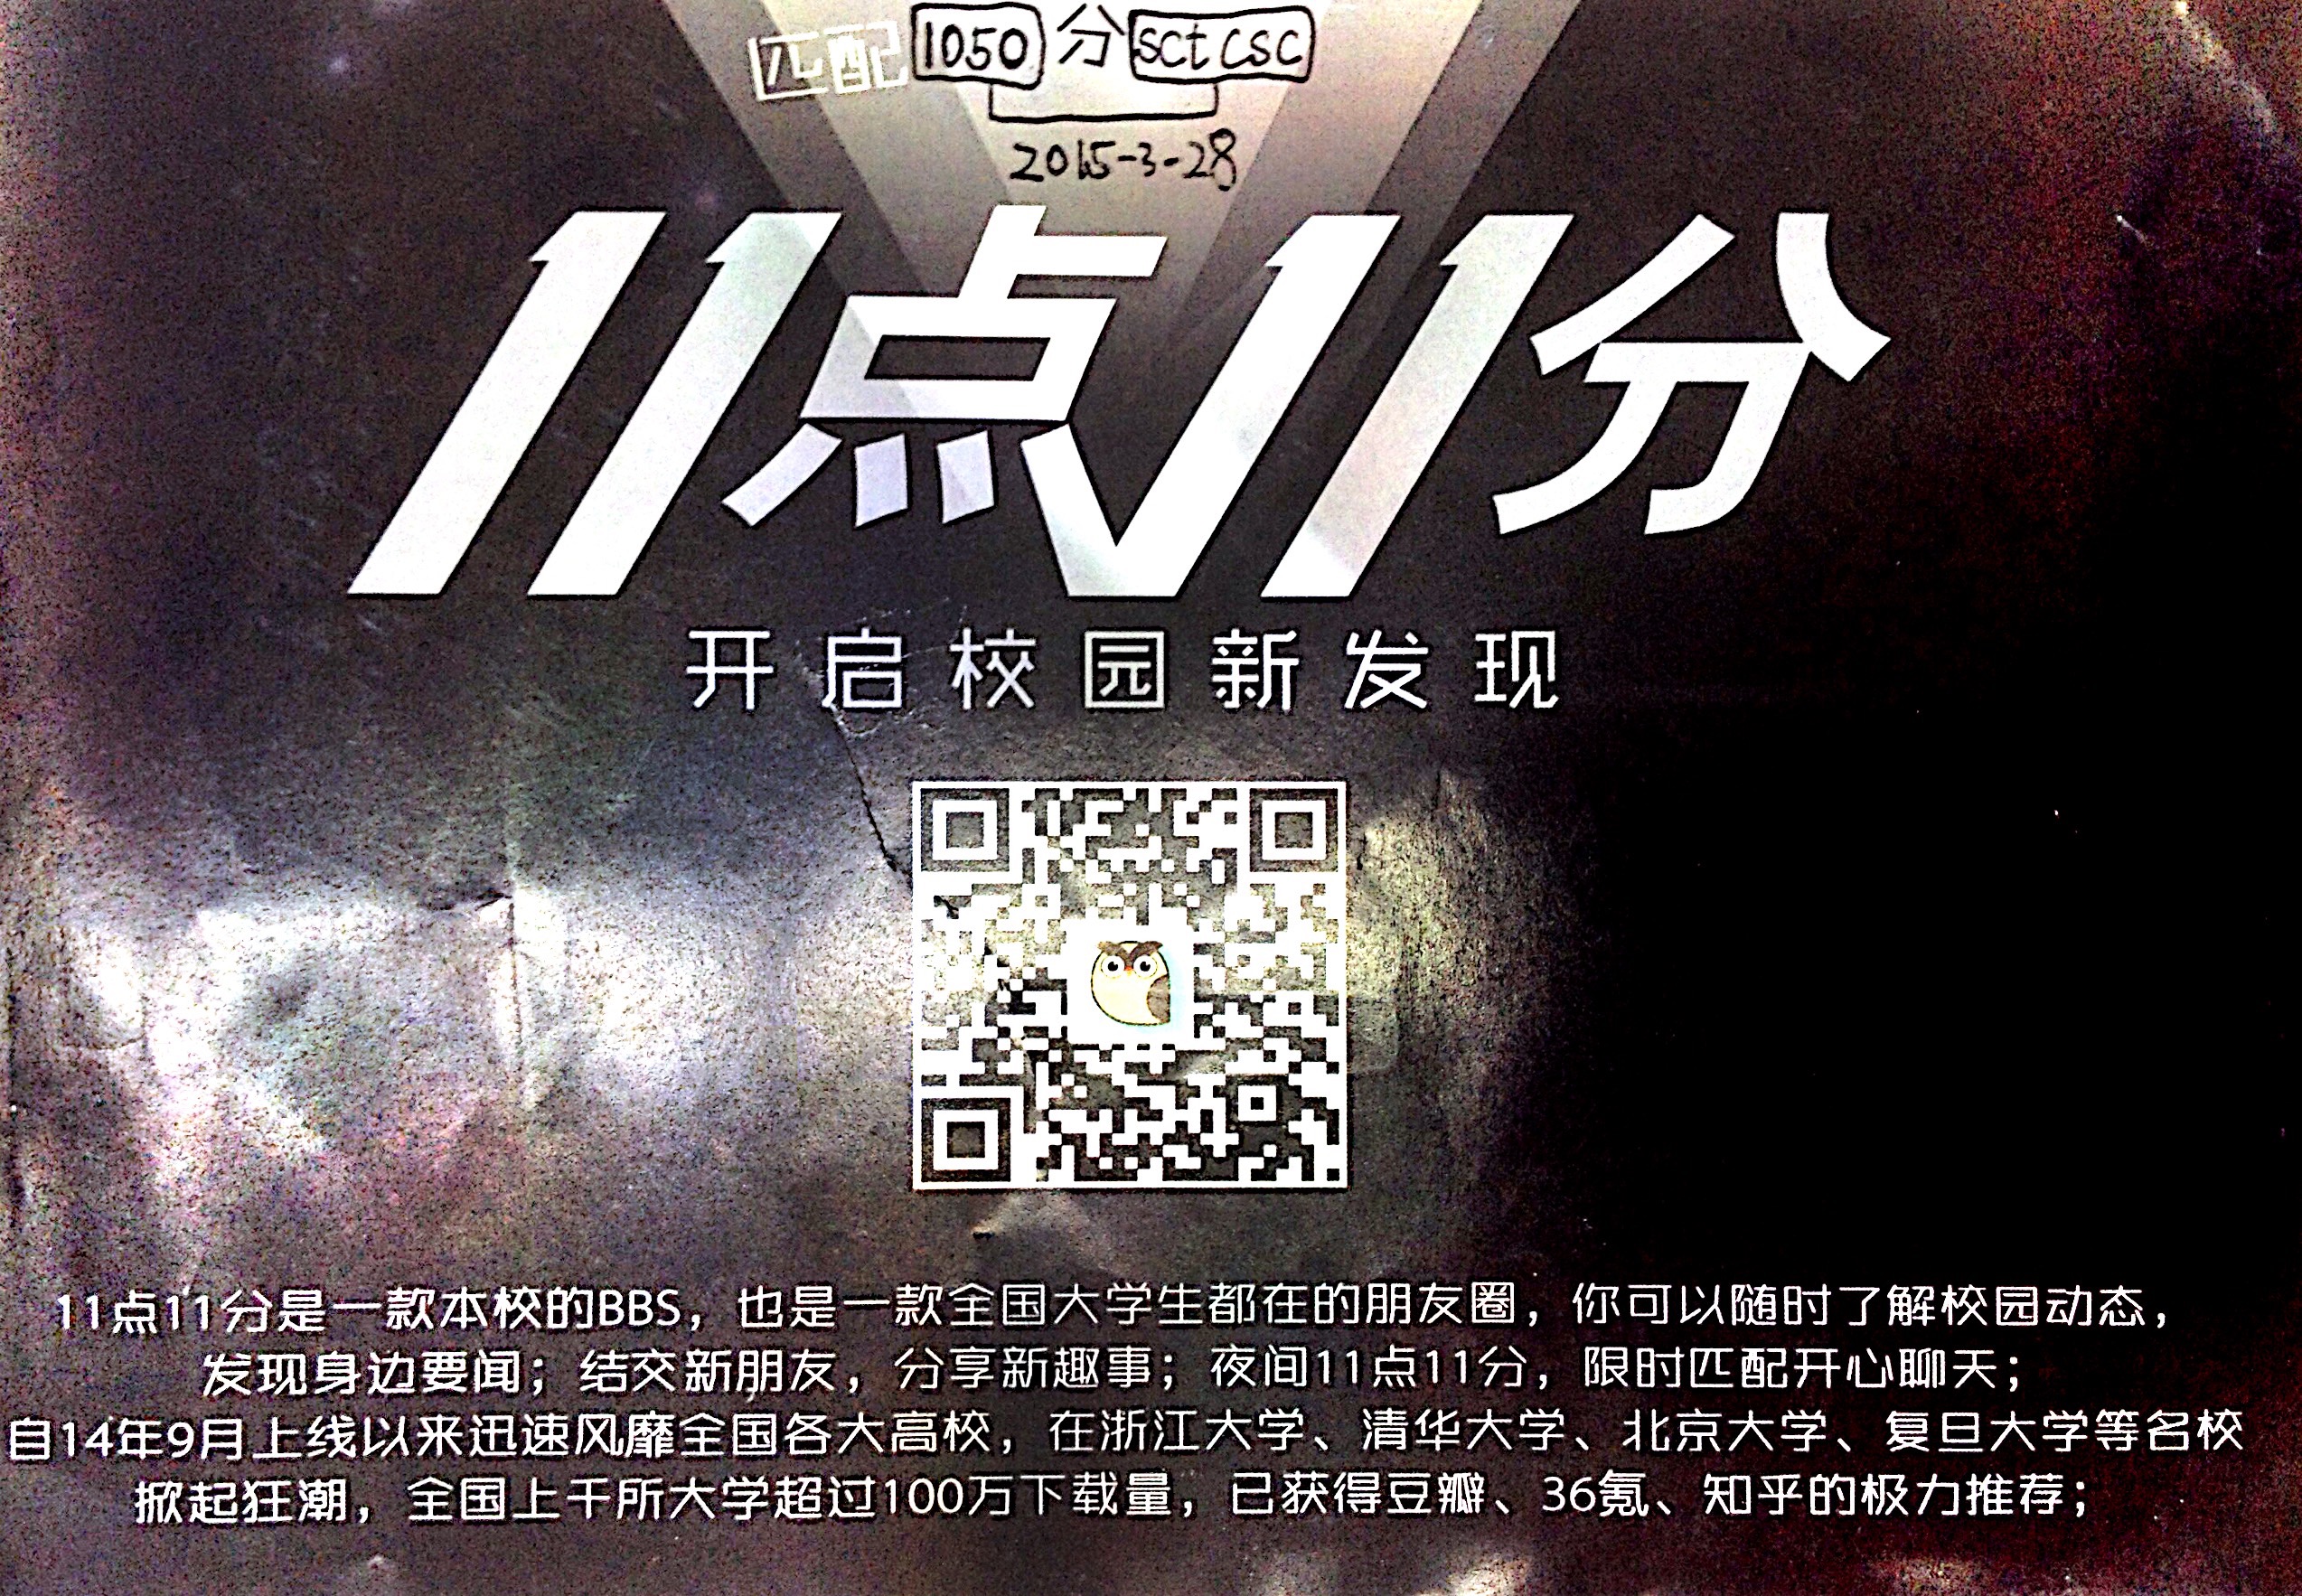 匹配 1050 分 sctcsc
2015-3-28
11点11分
开启校园新发现
11点11分是一款本校的BBS，也是一款全国大学生都在的朋友圈，你可以随时了解校园动态，
发现身边要闻；结交新朋友，分享新趣事；夜间11点11分，限时匹配开心聊天；
自14年9月上线以来迅速风靡全国各大高校，在浙江大学、清华大学、北京大学、复旦大学等名校
掀起狂潮，全国上千所大学超过100万下载量，已获得豆瓣、36氪、知乎的极力推荐；